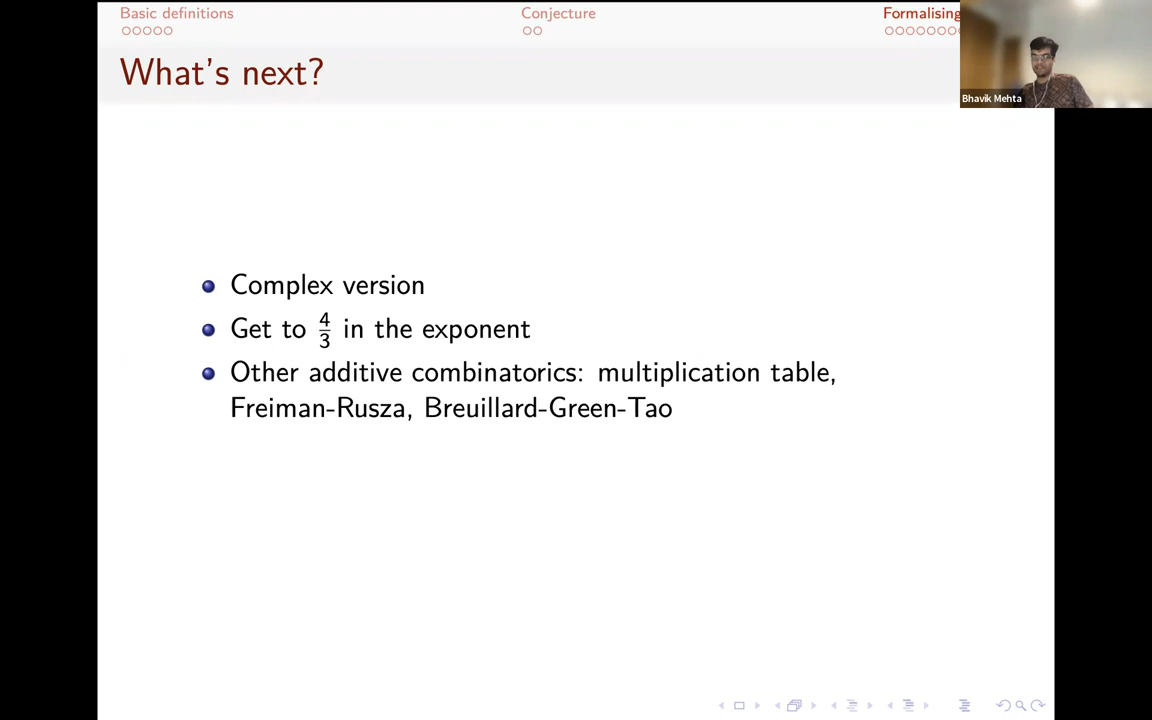 Basic definitions
Conjecture
Formalising
What's next?
Bhavik Mehta
Complex version
Get to 4/3 in the exponent
Other additive combinatorics: multiplication table,
Freiman-Rusza, Breuillard-Green-Tao